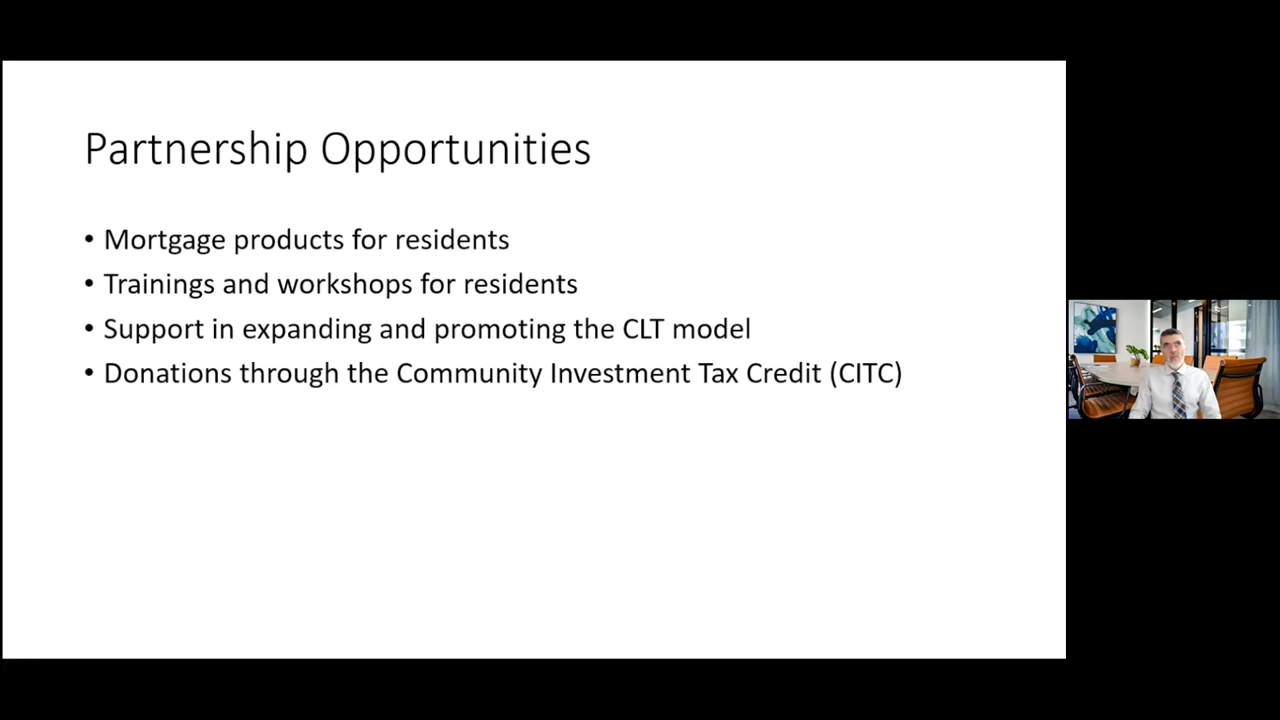 Partnership Opportunities
• Mortgage products for residents
• Trainings and workshops for residents
• Support in expanding and promoting the CLT model
• Donations through the Community Investment Tax Credit (CITC)